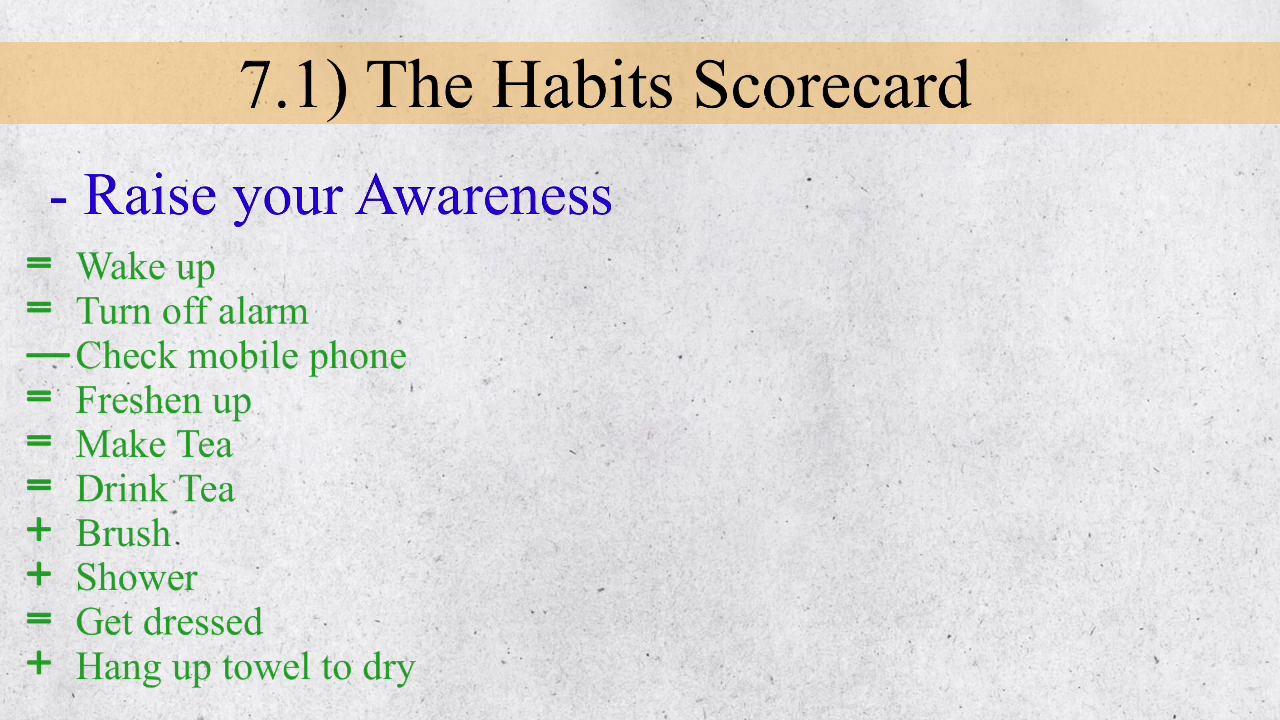 7.1) The Habits Scorecard
- Raise your Awareness
= Wake up
= Turn off alarm
— Check mobile phone
= Freshen up
= Make Tea
= Drink Tea
+ Brush
+ Shower
= Get dressed
+ Hang up towel to dry